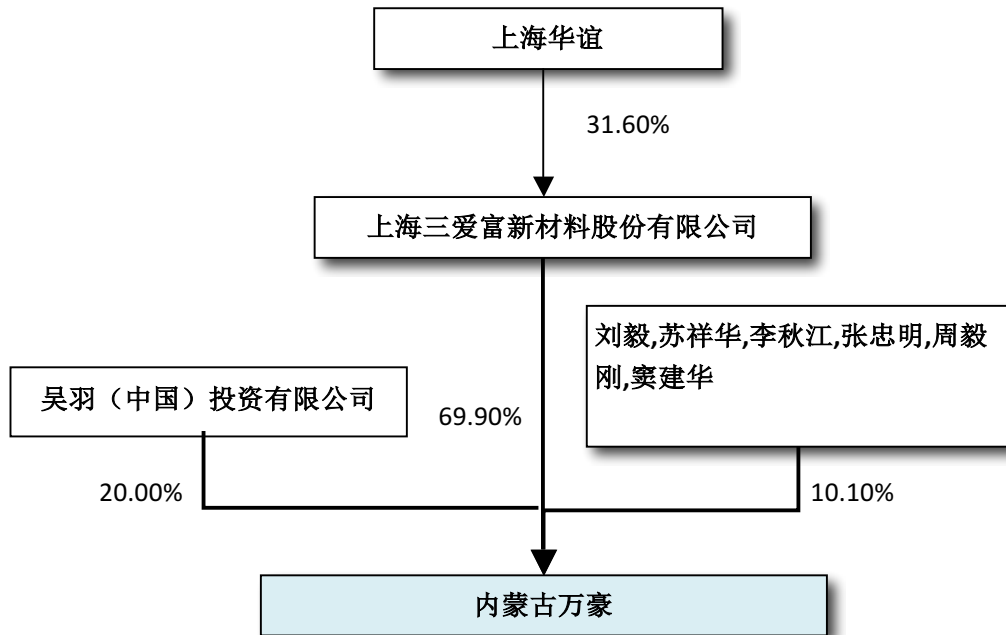 上海华谊
31.60%
上海三爱富新材料股份有限公司
刘毅,苏祥华,李秋江,张忠明,周毅
刚,窦建华
吴羽（中国）投资有限公司
69.90%
20.00%
10.10%
内蒙古万豪